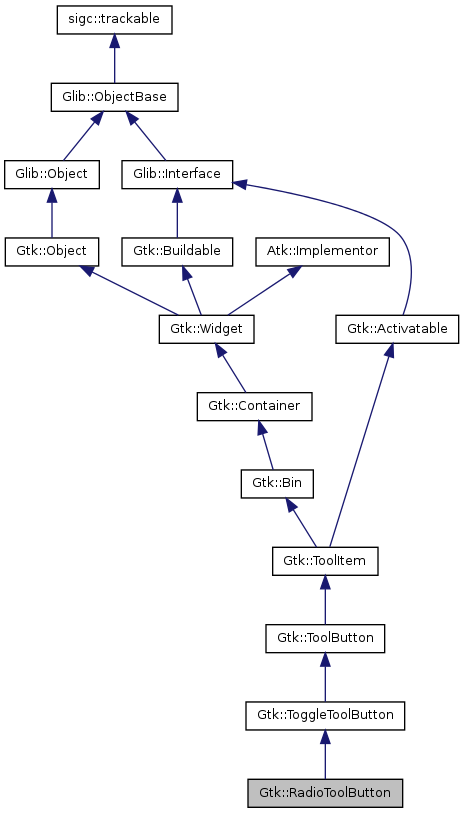 sigc::trackable
Glib::ObjectBase
Glib::Object
Glib::Interface
Gtk::Object
Gtk::Buildable
Atk::Implementor
Gtk::Widget
Gtk::Activatable
Gtk::Container
Gtk::Bin
Gtk::ToolItem
Gtk::ToolButton
Gtk::ToggleToolButton
Gtk::RadioToolButton